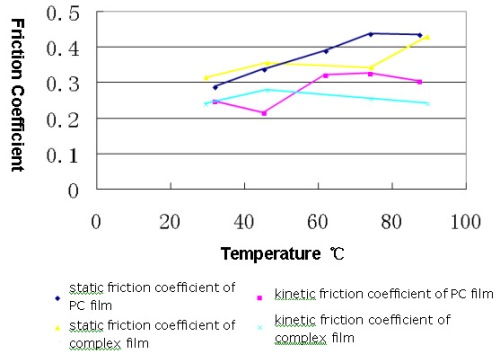 Friction Coefficient
0.5
0.4
0.3
0.2
0.1
0
0 20 40 60 80 100
Temperature ℃
static friction coefficient of PC film
kinetic friction coefficient of PC film
static friction coefficient of complex film
kinetic friction coefficient of complex film